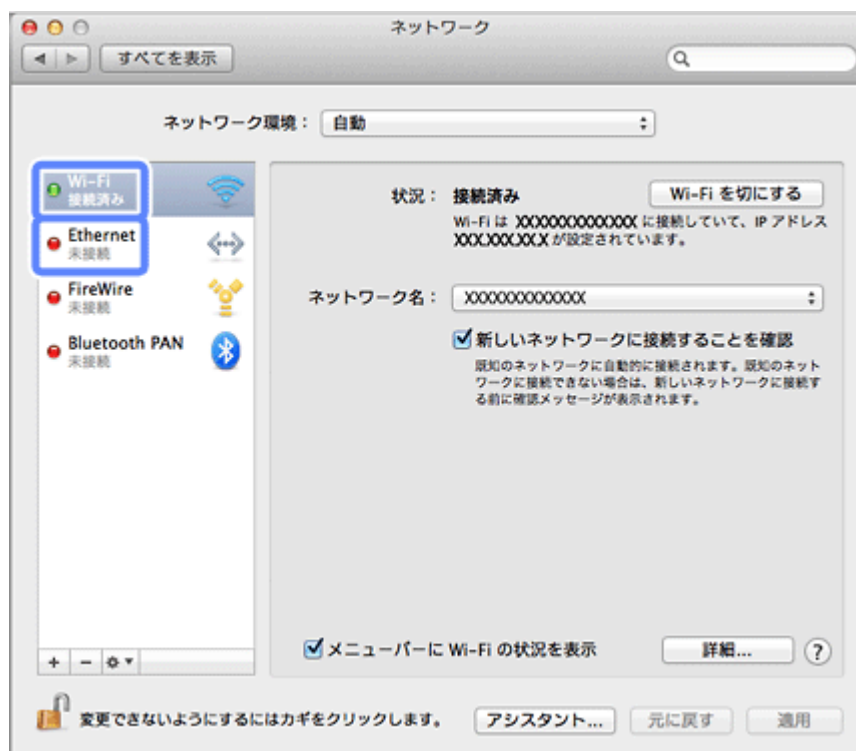 ネットワーク
すべてを表示
ネットワーク環境： 自動
Wi-Fi
接続済み
Ethernet
未接続
FireWire
未接続
Bluetooth PAN
未接続
状況： 接続済み Wi-Fi を切にする
Wi-Fi は XXXXXXXXXXXXX に接続していて、IP アドレス
XXX.XXX.XX.X が設定されています。
ネットワーク名： XXXXXXXXXXXXX
新しいネットワークに接続することを確認
既知のネットワークに自動的に接続されます。既知のネット
ワークに接続できない場合は、新しいネットワークに接続す
る前に確認メッセージが表示されます。
メニューバーに Wi-Fi の状況を表示 詳細... ?
変更できないようにするにはカギをクリックします。 アシスタント... 元に戻す 適用